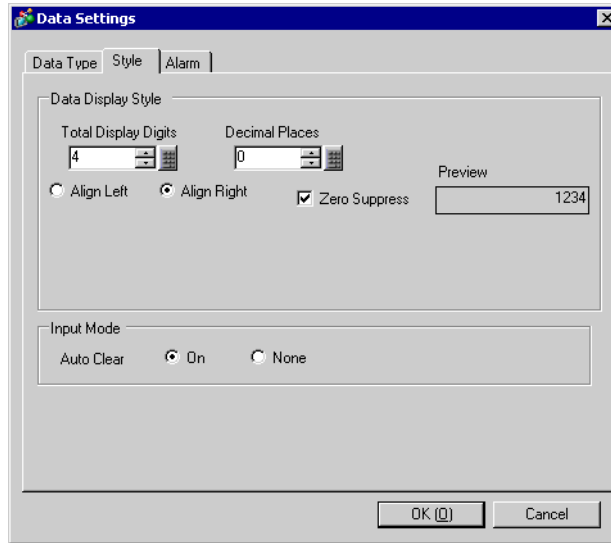 Data Settings
Data Type Style Alarm
Data Display Style
Total Display Digits Decimal Places
4 0
Preview
Align Left Align Right Zero Suppress 1234
Input Mode
Auto Clear On None
OK (O) Cancel